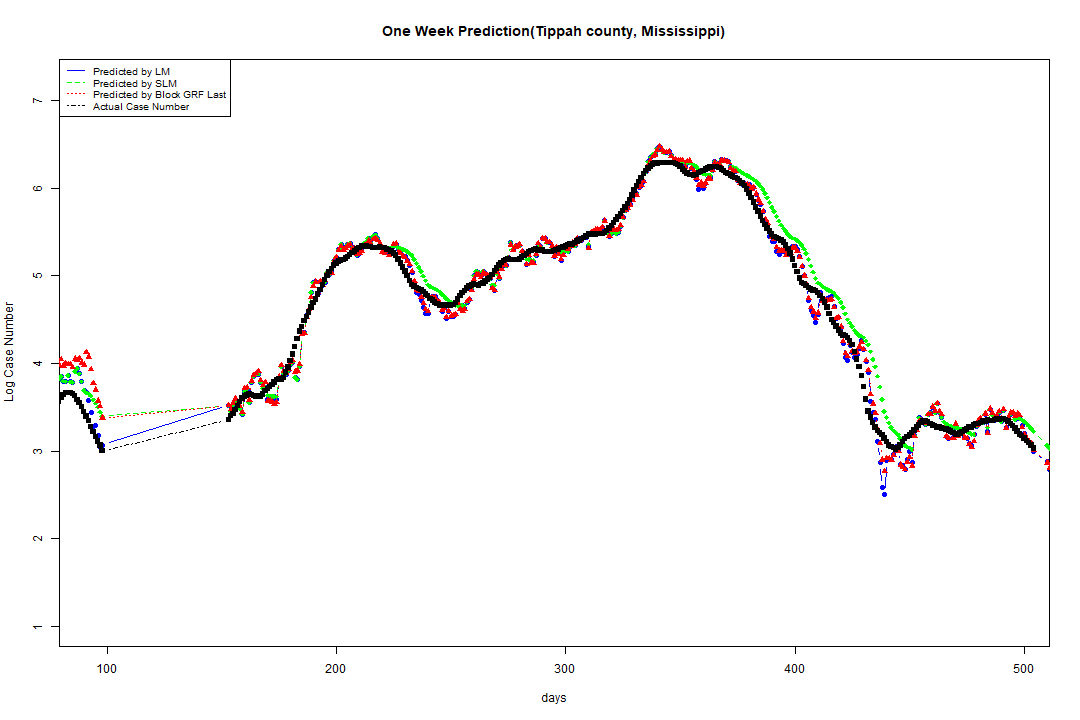 One Week Prediction(Tippah county, Mississippi)
Predicted by LM
Predicted by SLM
Predicted by Block GRF Last
Actual Case Number
Log Case Number
7
6
5
4
3
2
1
100 200 300 400 500
days